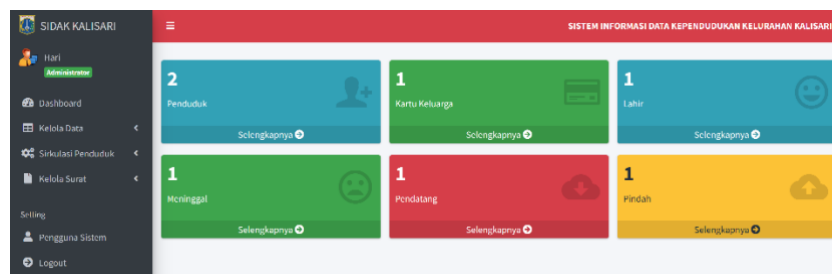 SIDAK KALISARI
SISTEM INFORMASI DATA KEPENDUDUKAN KELURAHAN KALISARI
Hari
Administrator
Dashboard
Kelola Data
Sirkulasi Penduduk
Kelola Surat
Setting
Pengguna Sistem
Logout
2
Penduduk
Selengkapnya
1
Kartu Keluarga
Selengkapnya
1
Lahir
Selengkapnya
1
Meninggal
Selengkapnya
1
Pendatang
Selengkapnya
1
Pindah
Selengkapnya